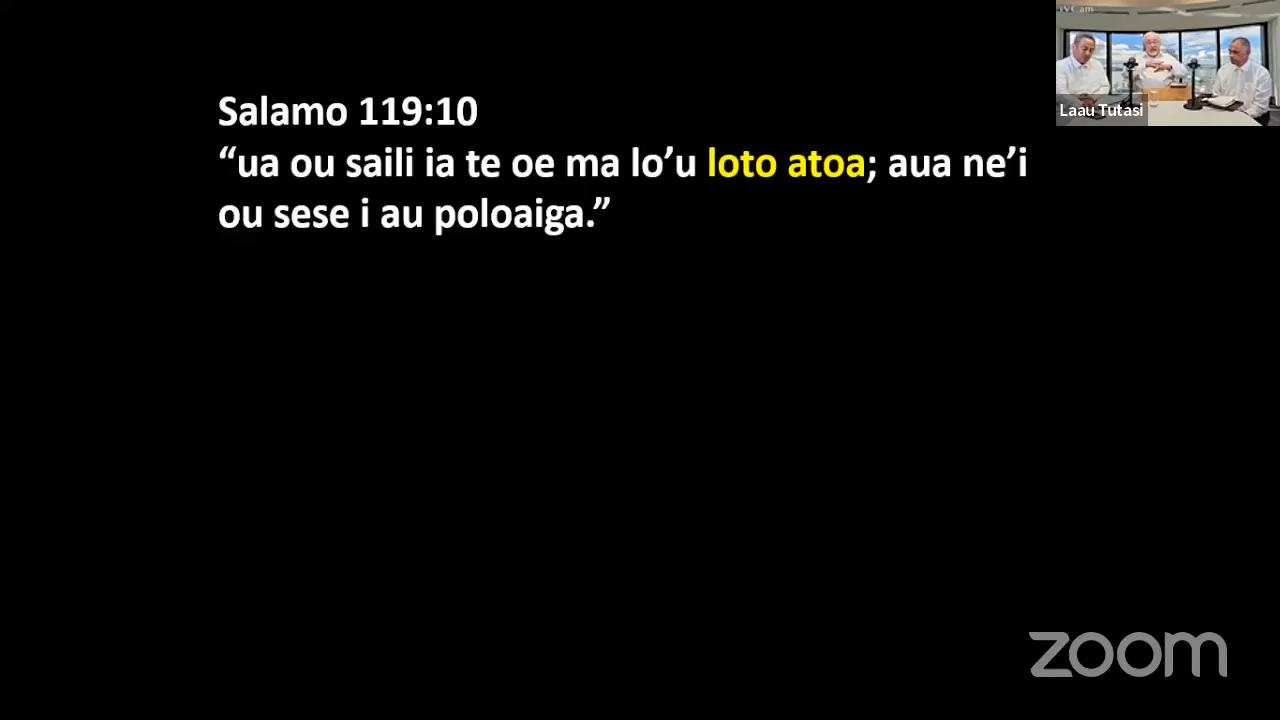 Salamo 119:10
“ua ou saili ia te oe ma lo’u loto atoa; aua ne’i
ou sese i au poloaiga.”
Laau Tutasi
zoom